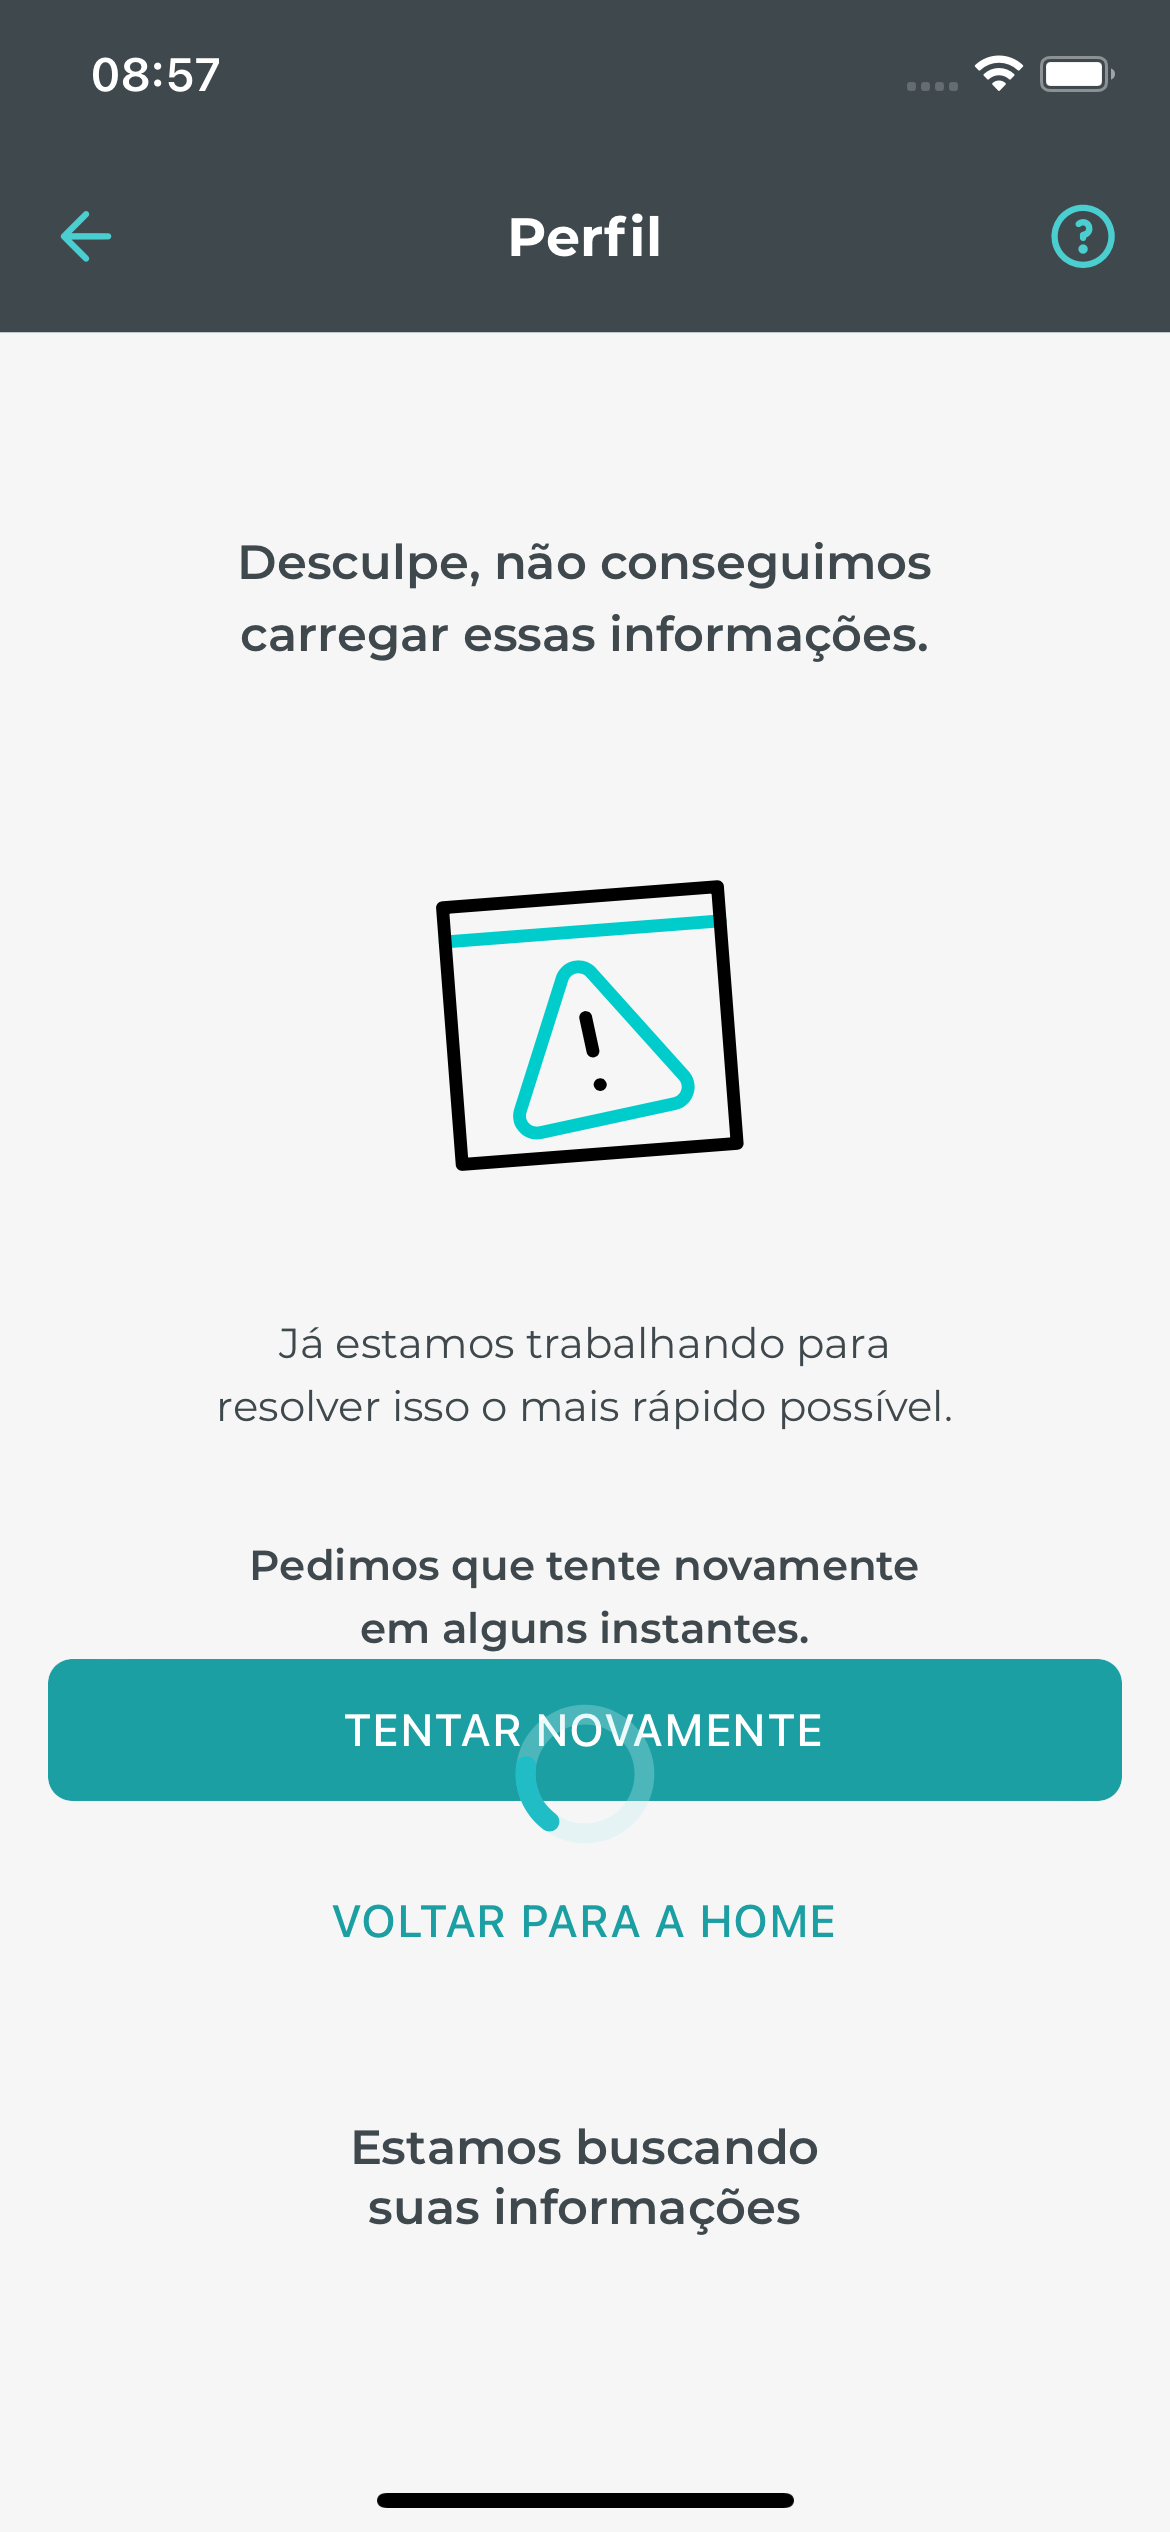 08:57
Perfil
Desculpe, não conseguimos
carregar essas informações.
Já estamos trabalhando para
resolver isso o mais rápido possível.
Pedimos que tente novamente
em alguns instantes.
TENTAR NOVAMENTE
VOLTAR PARA A HOME
Estamos buscando
suas informações